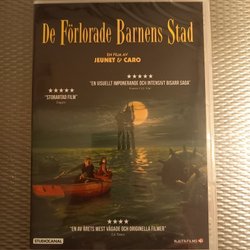 De Förlorade Barnens Stad
EN FILM AV
JEUNET & CARO
"EN VISUELLT IMPONERANDE OCH INTENSIVT BISARR SAGA"
"STORARTAD FILM"
"EN AV ÅRETS MEST VÅGADE OCH ORIGINELLA FILMER"
STUDIOCANAL